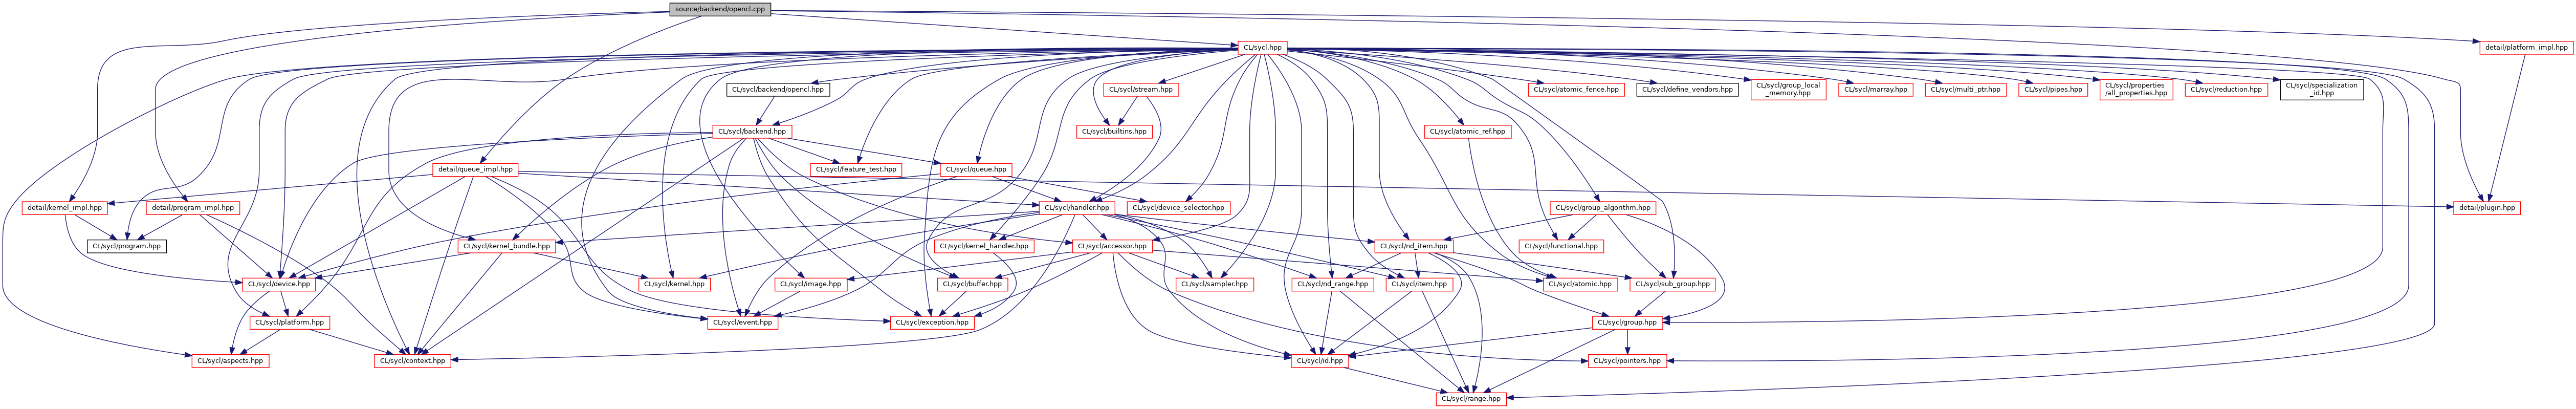 source/backend/opencl.cpp
CL/sycl.hpp
detail/platform_impl.hpp
CL/sycl/backend/opencl.hpp
CL/sycl/stream.hpp
CL/sycl/atomic_fence.hpp
CL/sycl/define_vendors.hpp
CL/sycl/group_local
_memory.hpp
CL/sycl/marray.hpp
CL/sycl/multi_ptr.hpp
CL/sycl/pipes.hpp
CL/sycl/properties
/all_properties.hpp
CL/sycl/reduction.hpp
CL/sycl/specialization
_id.hpp
CL/sycl/backend.hpp
CL/sycl/builtins.hpp
CL/sycl/atomic_ref.hpp
detail/queue_impl.hpp
CL/sycl/feature_test.hpp
CL/sycl/queue.hpp
detail/kernel_impl.hpp
detail/program_impl.hpp
CL/sycl/handler.hpp
CL/sycl/device_selector.hpp
CL/sycl/group_algorithm.hpp
detail/plugin.hpp
CL/sycl/program.hpp
CL/sycl/kernel_bundle.hpp
CL/sycl/kernel_handler.hpp
CL/sycl/accessor.hpp
CL/sycl/nd_item.hpp
CL/sycl/functional.hpp
CL/sycl/device.hpp
CL/sycl/kernel.hpp
CL/sycl/image.hpp
CL/sycl/buffer.hpp
CL/sycl/sampler.hpp
CL/sycl/nd_range.hpp
CL/sycl/item.hpp
CL/sycl/atomic.hpp
CL/sycl/sub_group.hpp
CL/sycl/platform.hpp
CL/sycl/event.hpp
CL/sycl/exception.hpp
CL/sycl/group.hpp
CL/sycl/aspects.hpp
CL/sycl/context.hpp
CL/sycl/id.hpp
CL/sycl/pointers.hpp
CL/sycl/range.hpp